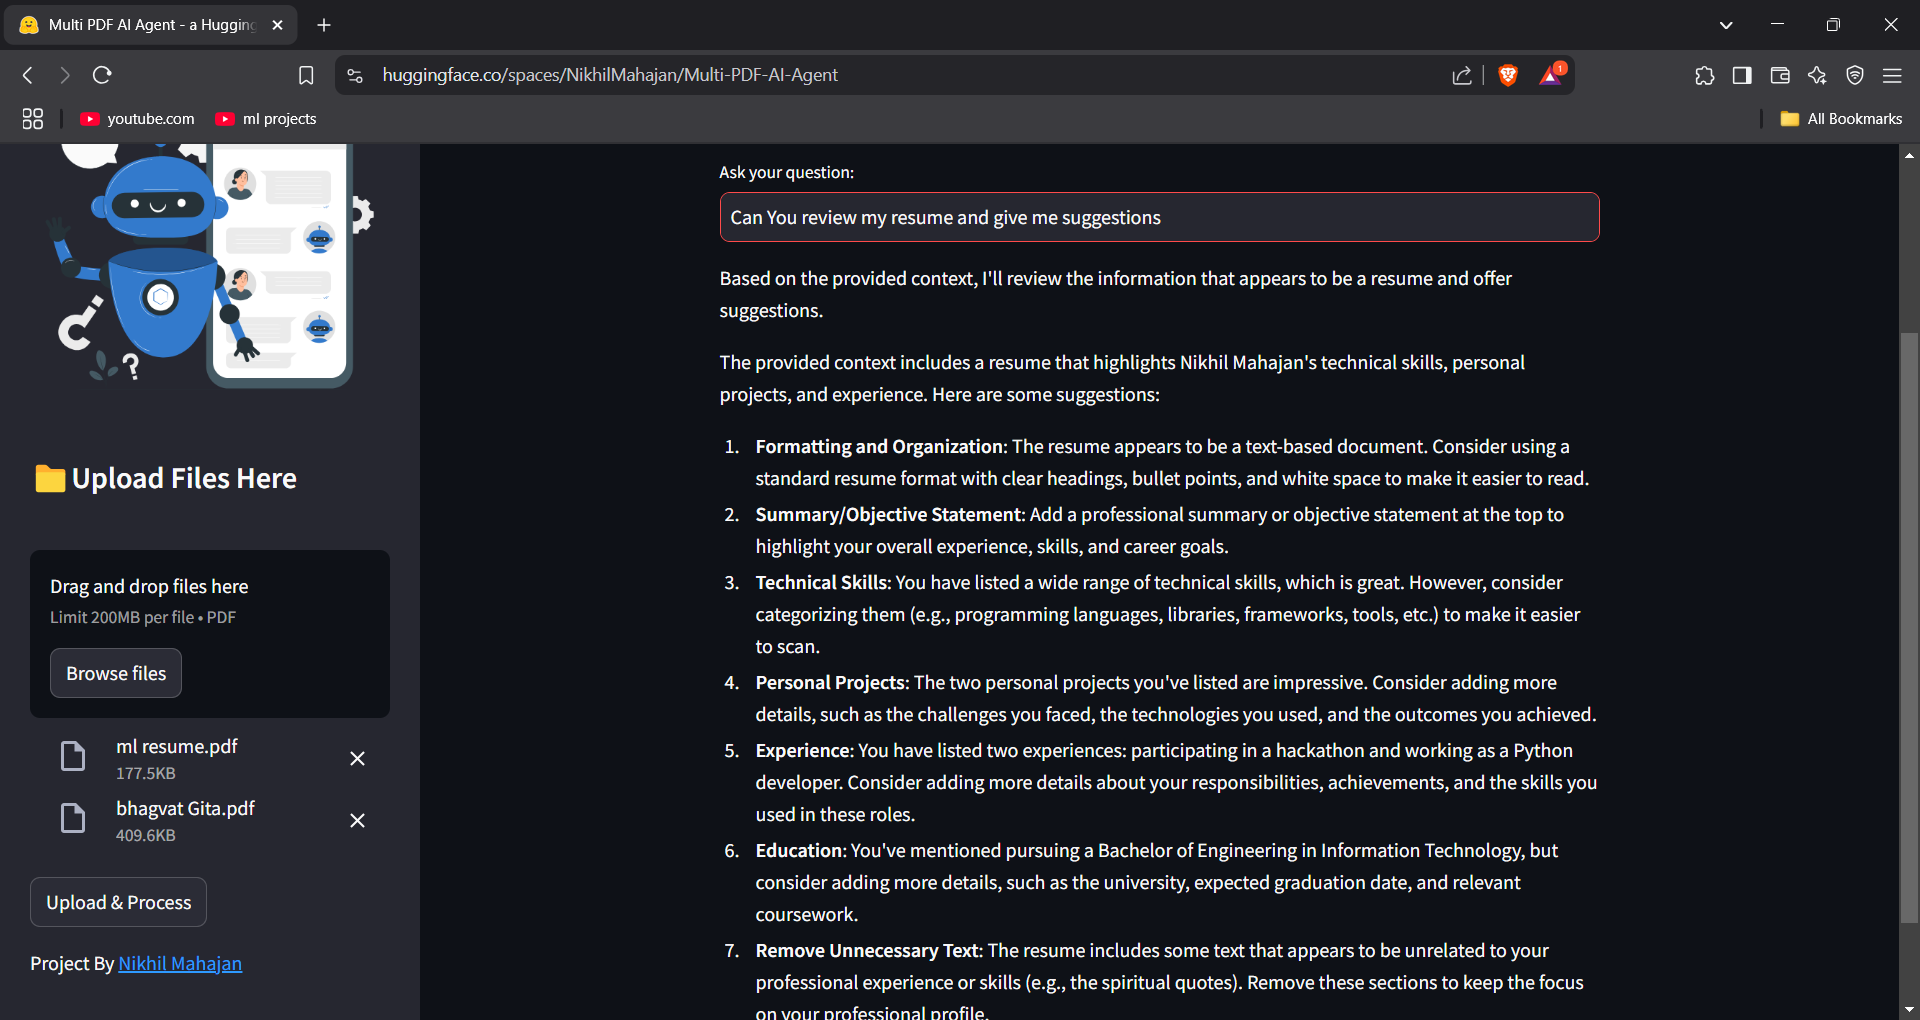 Multi PDF AI Agent - a Hugging
huggingface.co/spaces/NikhilMahajan/Multi-PDF-AI-Agent
1
youtube.com
ml projects
All Bookmarks
?
Upload Files Here
Drag and drop files here
Limit 200MB per file • PDF
Browse files
ml resume.pdf
177.5KB
bhagvat Gita.pdf
409.6KB
Upload & Process
Project By Nikhil Mahajan
Ask your question:
Can You review my resume and give me suggestions
Based on the provided context, I'll review the information that appears to be a resume and offer
suggestions.
The provided context includes a resume that highlights Nikhil Mahajan's technical skills, personal
projects, and experience. Here are some suggestions:
1. Formatting and Organization: The resume appears to be a text-based document. Consider using a
standard resume format with clear headings, bullet points, and white space to make it easier to read.
2. Summary/Objective Statement: Add a professional summary or objective statement at the top to
highlight your overall experience, skills, and career goals.
3. Technical Skills: You have listed a wide range of technical skills, which is great. However, consider
categorizing them (e.g., programming languages, libraries, frameworks, tools, etc.) to make it easier
to scan.
4. Personal Projects: The two personal projects you've listed are impressive. Consider adding more
details, such as the challenges you faced, the technologies you used, and the outcomes you achieved.
5. Experience: You have listed two experiences: participating in a hackathon and working as a Python
developer. Consider adding more details about your responsibilities, achievements, and the skills you
used in these roles.
6. Education: You've mentioned pursuing a Bachelor of Engineering in Information Technology, but
consider adding more details, such as the university, expected graduation date, and relevant
coursework.
7. Remove Unnecessary Text: The resume includes some text that appears to be unrelated to your
professional experience or skills (e.g., the spiritual quotes). Remove these sections to keep the focus
on your professional profile.